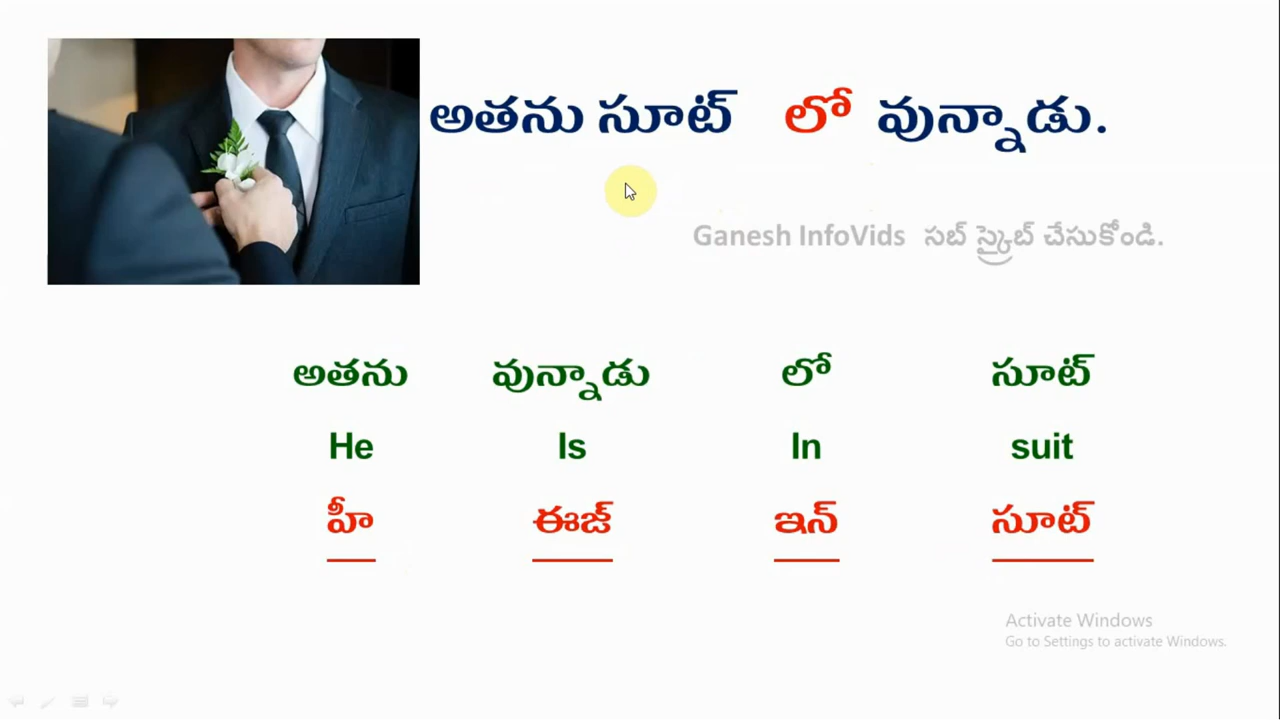 అతను సూట్ లో వున్నాడు.
Ganesh InfoVids సబ్ స్క్రైబ్ చేసుకోండి.
అతను వున్నాడు లో సూట్
He Is In suit
హీ ఈజ్ ఇన్ సూట్
Activate Windows
Go to Settings to activate Windows.